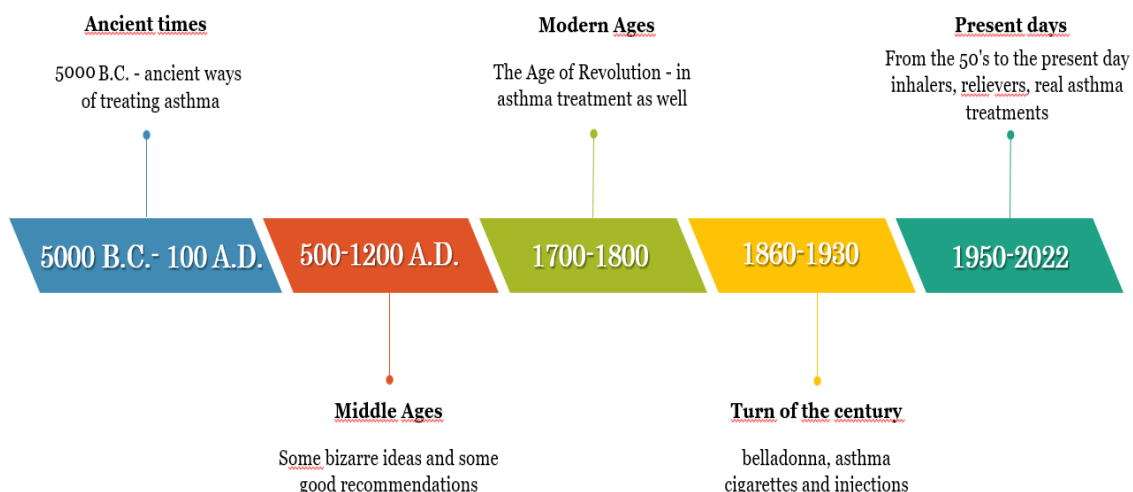 Ancient times
5000 B.C. - ancient ways
of treating asthma
Modern Ages
The Age of Revolution - in
asthma treatment as well
Present days
From the 50's to the present day
inhalers, relievers, real asthma
treatments
5000 B.C.- 100 A.D.
500-1200 A.D.
1700-1800
1860-1930
1950-2022
Middle Ages
Some bizarre ideas and some
good recommendations
Turn of the century
belladonna, asthma
cigarettes and injections